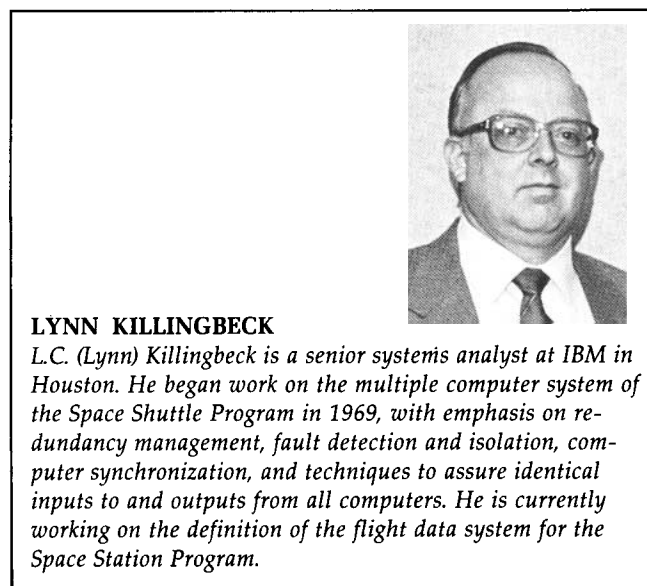 LYNN KILLINGBECK
L.C. (Lynn) Killingbeck is a senior systems analyst at IBM in
Houston. He began work on the multiple computer system of
the Space Shuttle Program in 1969, with emphasis on re-
dundancy management, fault detection and isolation, com-
puter synchronization, and techniques to assure identical
inputs to and outputs from all computers. He is currently
working on the definition of the flight data system for the
Space Station Program.